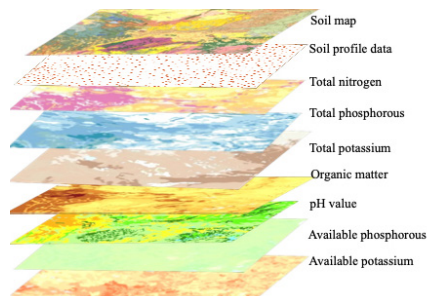 Soil map
Soil profile data
Total nitrogen
Total phosphorous
Total potassium
Organic matter
pH value
Available phosphorous
Available potassium